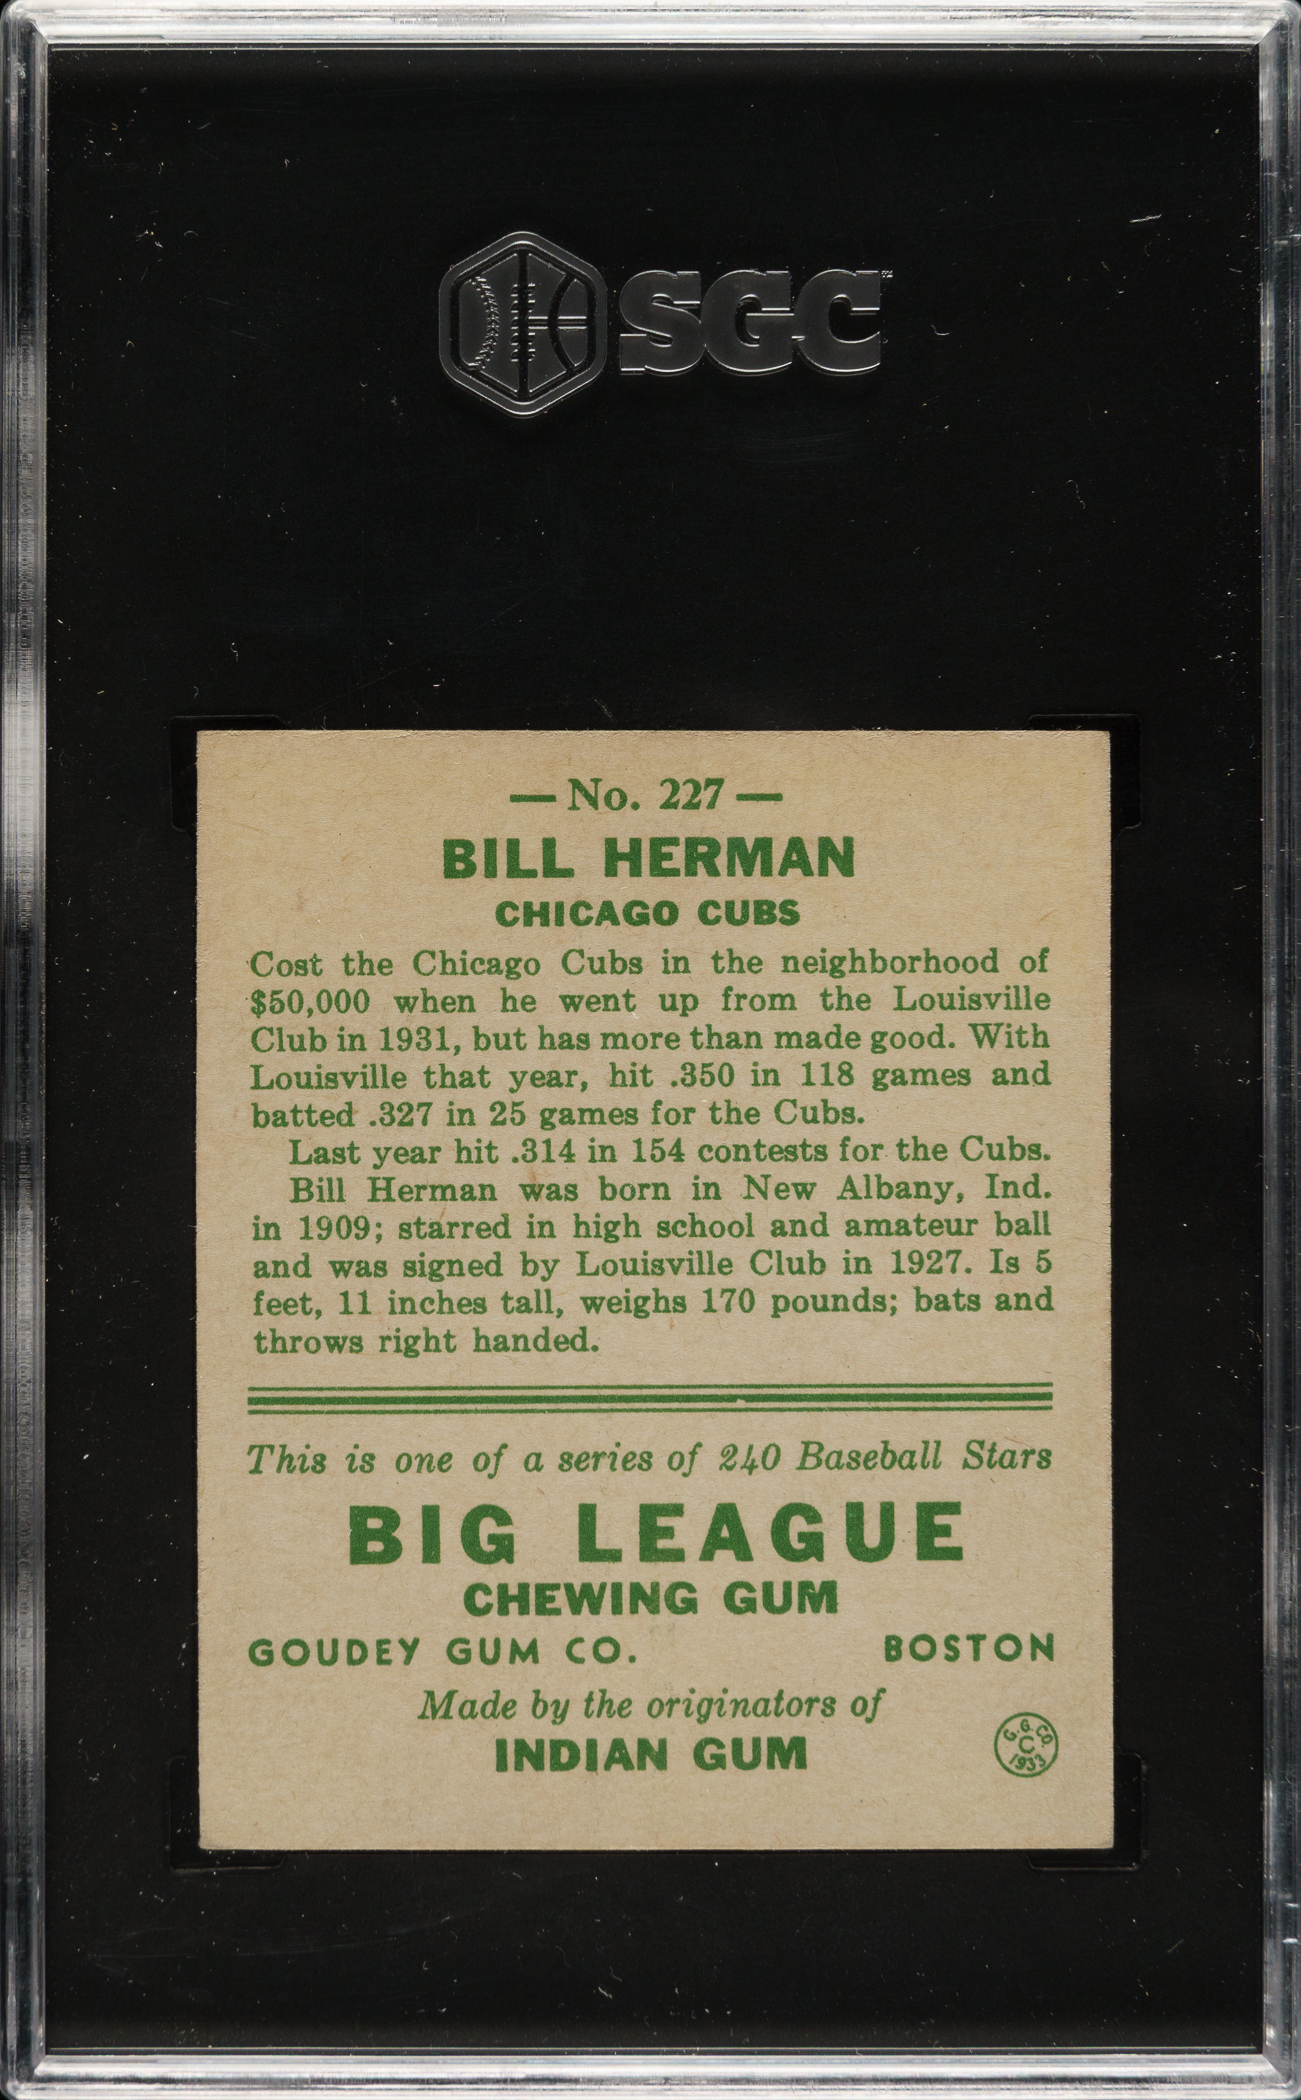 SGC
— No. 227 —
BILL HERMAN
CHICAGO CUBS
Cost the Chicago Cubs in the neighborhood of
$50,000 when he went up from the Louisville
Club in 1931, but has more than made good. With
Louisville that year, hit .350 in 118 games and
batted .327 in 25 games for the Cubs.
Last year hit .314 in 154 contests for the Cubs.
Bill Herman was born in New Albany, Ind.
in 1909; starred in high school and amateur ball
and was signed by Louisville Club in 1927. Is 5
feet, 11 inches tall, weighs 170 pounds; bats and
throws right handed.
This is one of a series of 240 Baseball Stars
BIG LEAGUE
CHEWING GUM
GOUDEY GUM CO. BOSTON
Made by the originators of
INDIAN GUM
G. G. CO.
C
1933